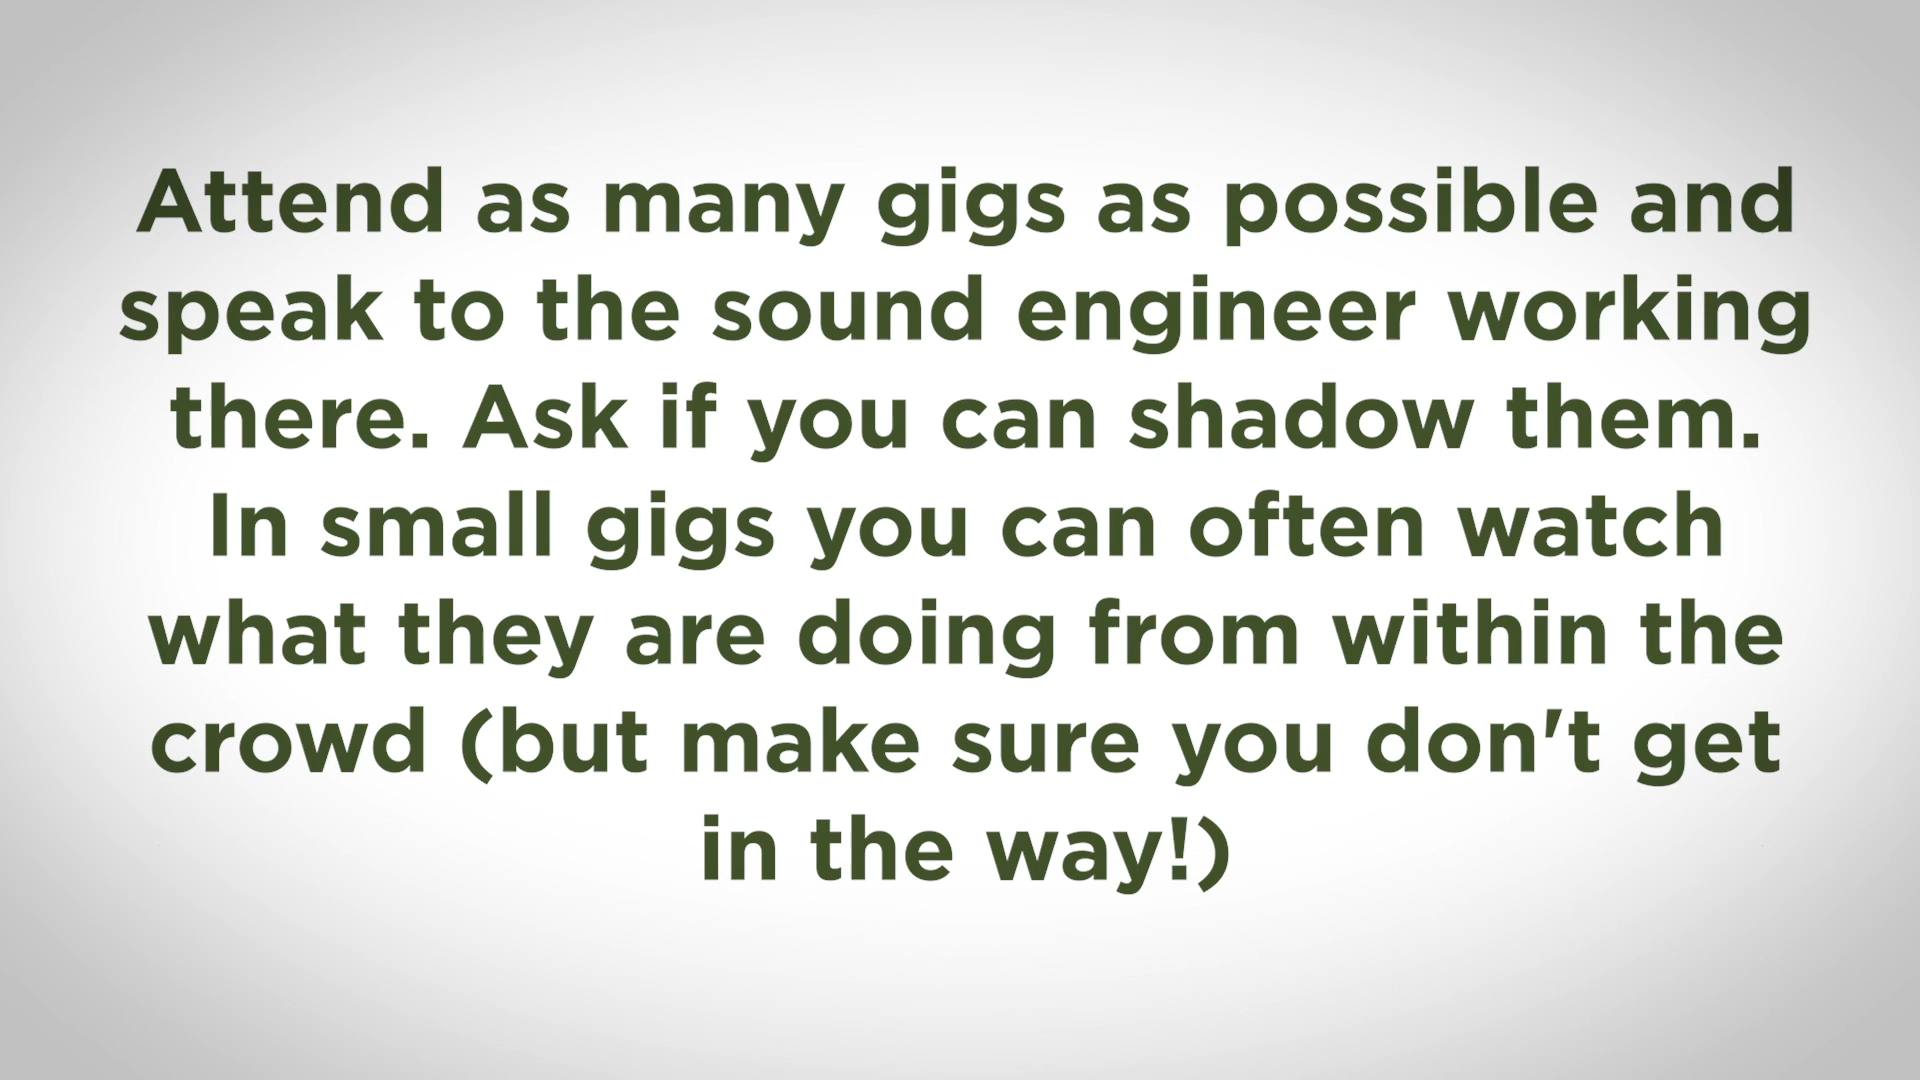 Attend as many gigs as possible and
speak to the sound engineer working
there. Ask if you can shadow them.
In small gigs you can often watch
what they are doing from within the
crowd (but make sure you don't get
in the way!)